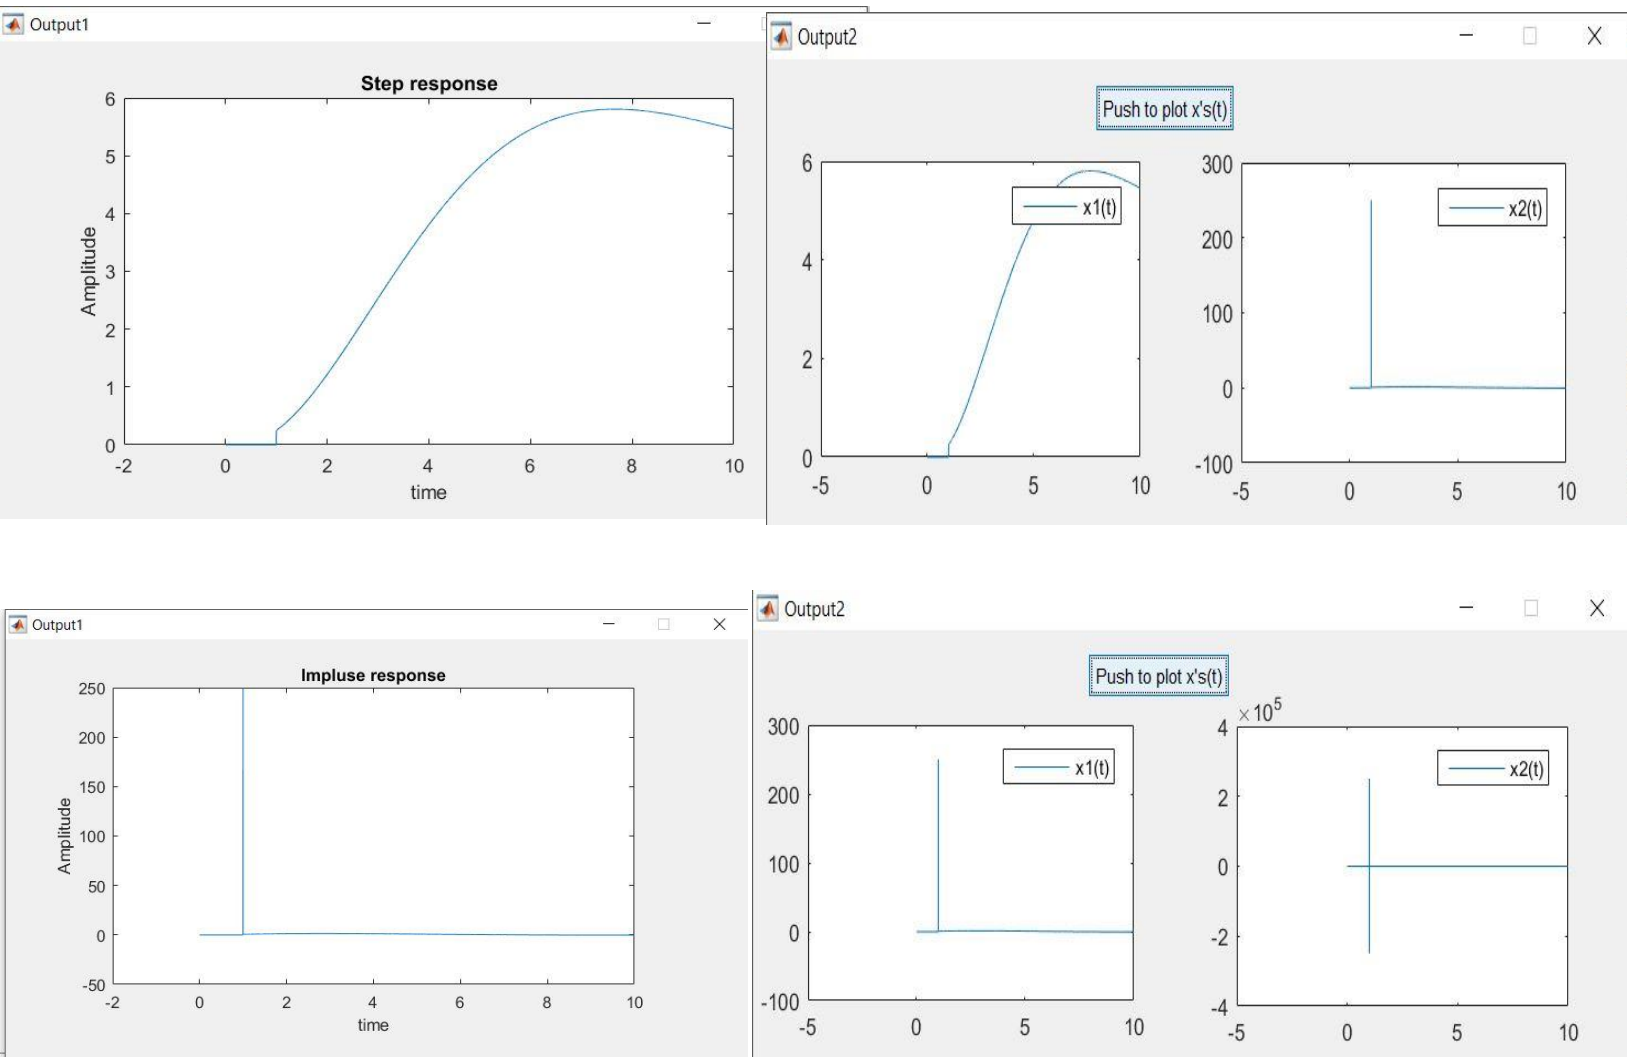 Output1
Step response
6
5
4
3
2
1
0
Amplitude
-2 0 2 4 6 8 10
time
Output2
Push to plot x's(t)
6
4
2
0
x1(t)
-5 0 5 10
300
200
100
0
-100
x2(t)
-5 0 5 10
Output1
Impluse response
250
200
150
100
50
0
-50
Amplitude
-2 0 2 4 6 8 10
time
Output2
Push to plot x's(t)
300
200
100
0
-100
x1(t)
-5 0 5 10
×10⁵
4
2
0
-2
-4
x2(t)
-5 0 5 10